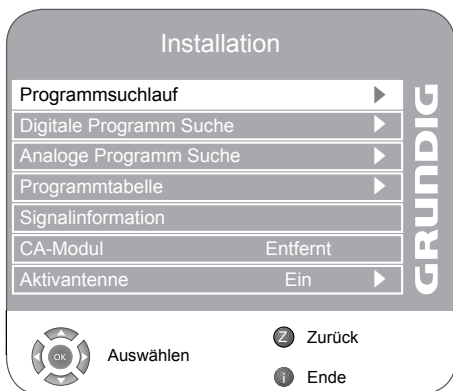 Installation
Programmsuchlauf
Digitale Programm Suche
Analoge Programm Suche
Programmtabelle
Signalinformation
CA-Modul Entfernt
Aktivantenne Ein
GRUNDIG
OK Auswählen
Z Zurück
i Ende